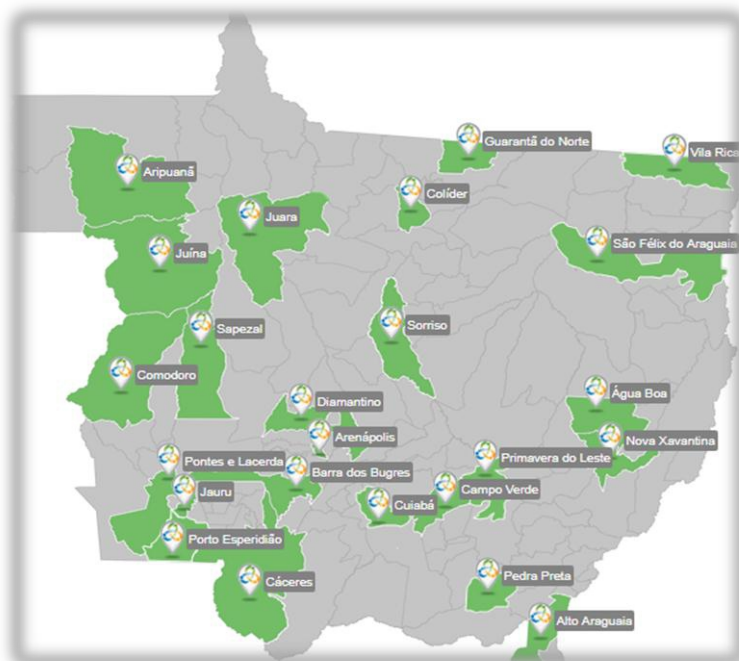 Guarantã do Norte
Vila Rica
Aripuanã
Colíder
Juara
Juína
São Félix do Araguaia
Sapezal
Sorriso
Comodoro
Água Boa
Diamantino
Arenápolis
Nova Xavantina
Pontes e Lacerda
Primavera do Leste
Barra dos Bugres
Jauru
Campo Verde
Cuiabá
Porto Esperidião
Cáceres
Pedra Preta
Alto Araguaia